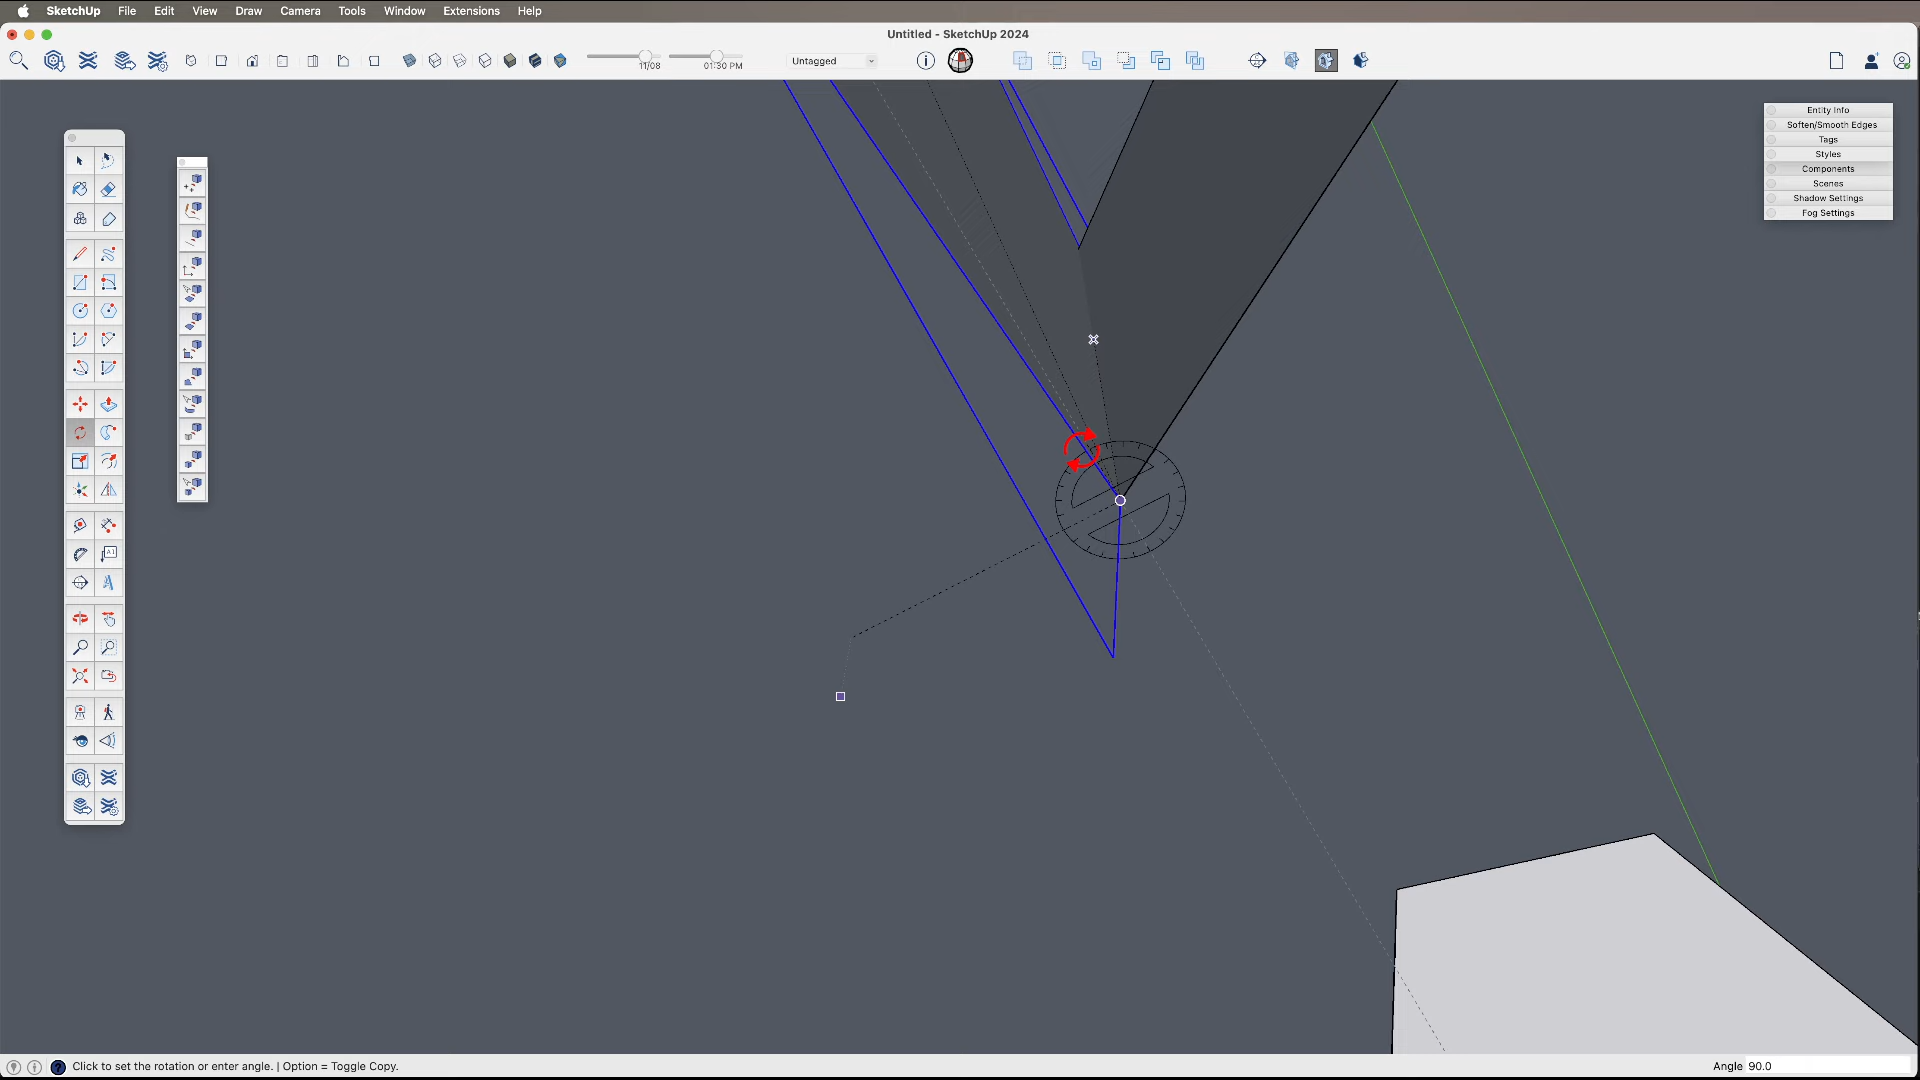 SketchUp File Edit View Draw Camera Tools Window Extensions Help
Untitled - SketchUp 2024
11/08 01:30 PM Untagged
Entity Info
Soften/Smooth Edges
Tags
Styles
Components
Scenes
Shadow Settings
Fog Settings
A1
A
Click to set the rotation or enter angle. | Option = Toggle Copy. Angle 90.0